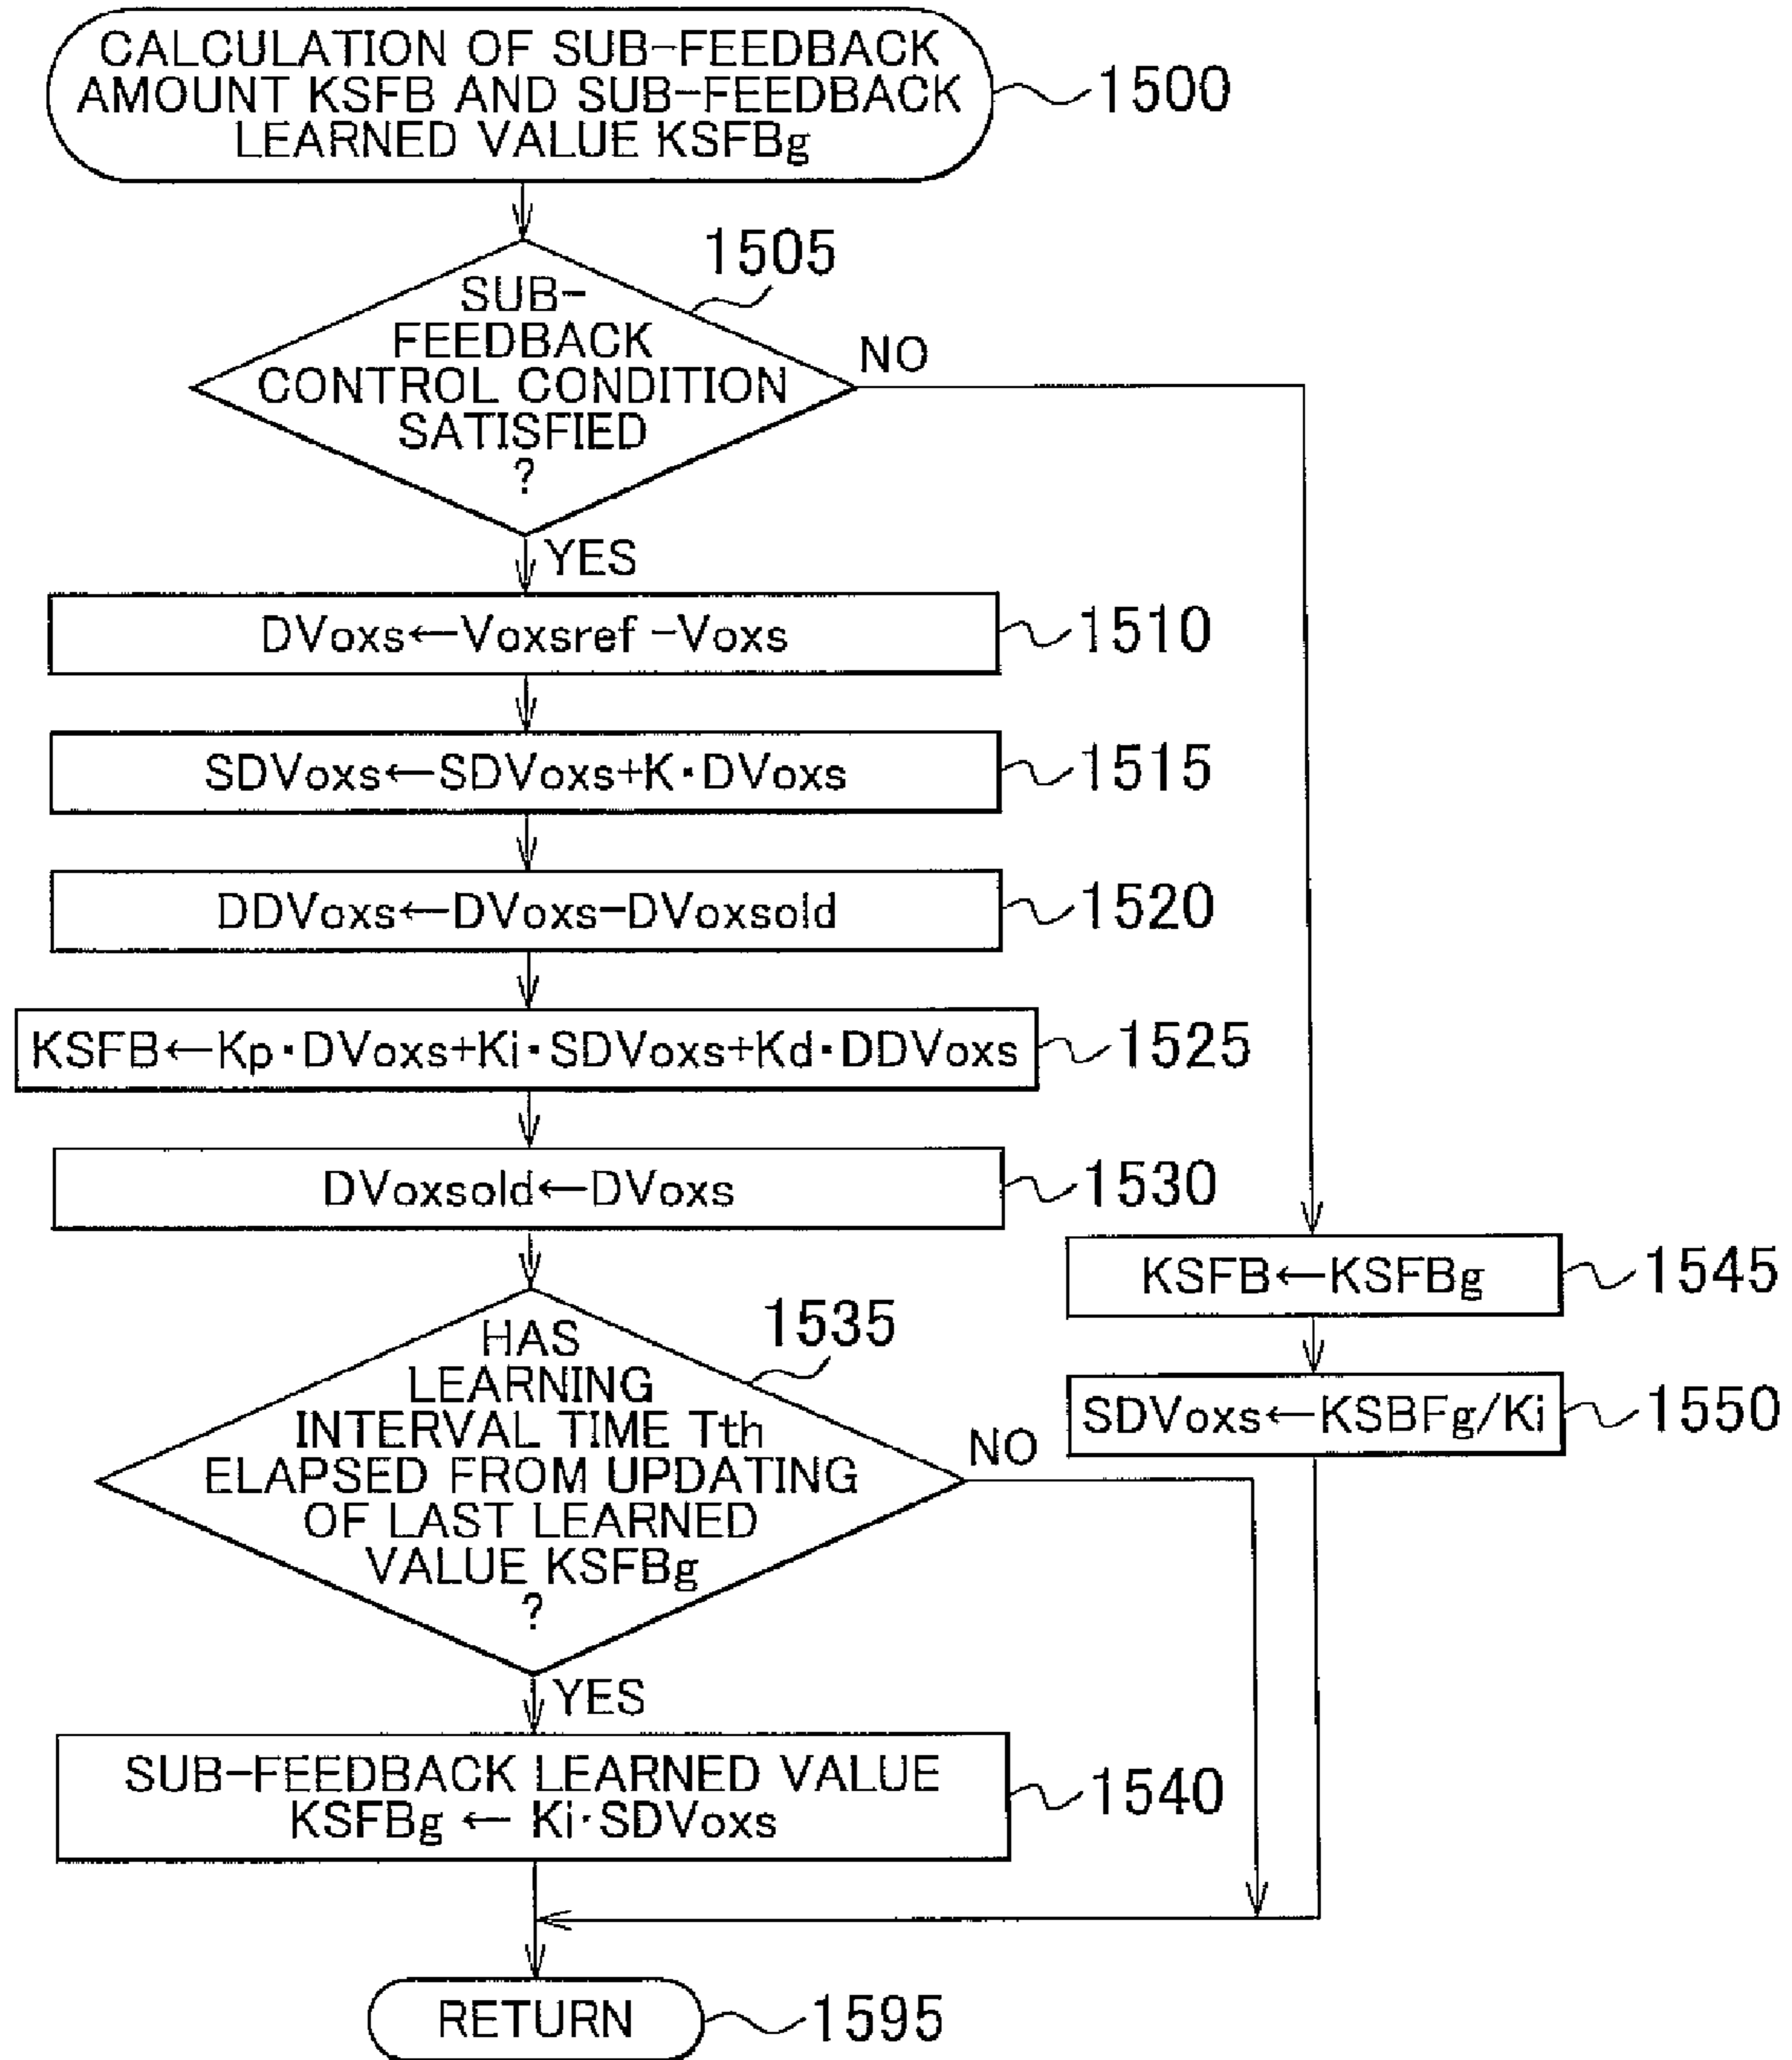 CALCULATION OF SUB-FEEDBACK
AMOUNT KSFB AND SUB-FEEDBACK
LEARNED VALUE KSFBg
1500
1505
SUB-
FEEDBACK
CONTROL CONDITION
SATISFIED
?
NO
YES
DVoxs←Voxsref-Voxs
1510
SDVoxs←SDVoxs+K·DVoxs
1515
DDVoxs←DVoxs-DVoxsold
1520
KSFB←Kp·DVoxs+Ki·SDVoxs+Kd·DDVoxs
1525
DVoxsold←DVoxs
1530
KSFB←KSFBg
1545
SDVoxs←KSBFg/Ki
1550
1535
HAS
LEARNING
INTERVAL TIME Tth
ELAPSED FROM UPDATING
OF LAST LEARNED
VALUE KSFBg
?
NO
YES
SUB-FEEDBACK LEARNED VALUE
KSFBg ← Ki·SDVoxs
1540
RETURN
1595